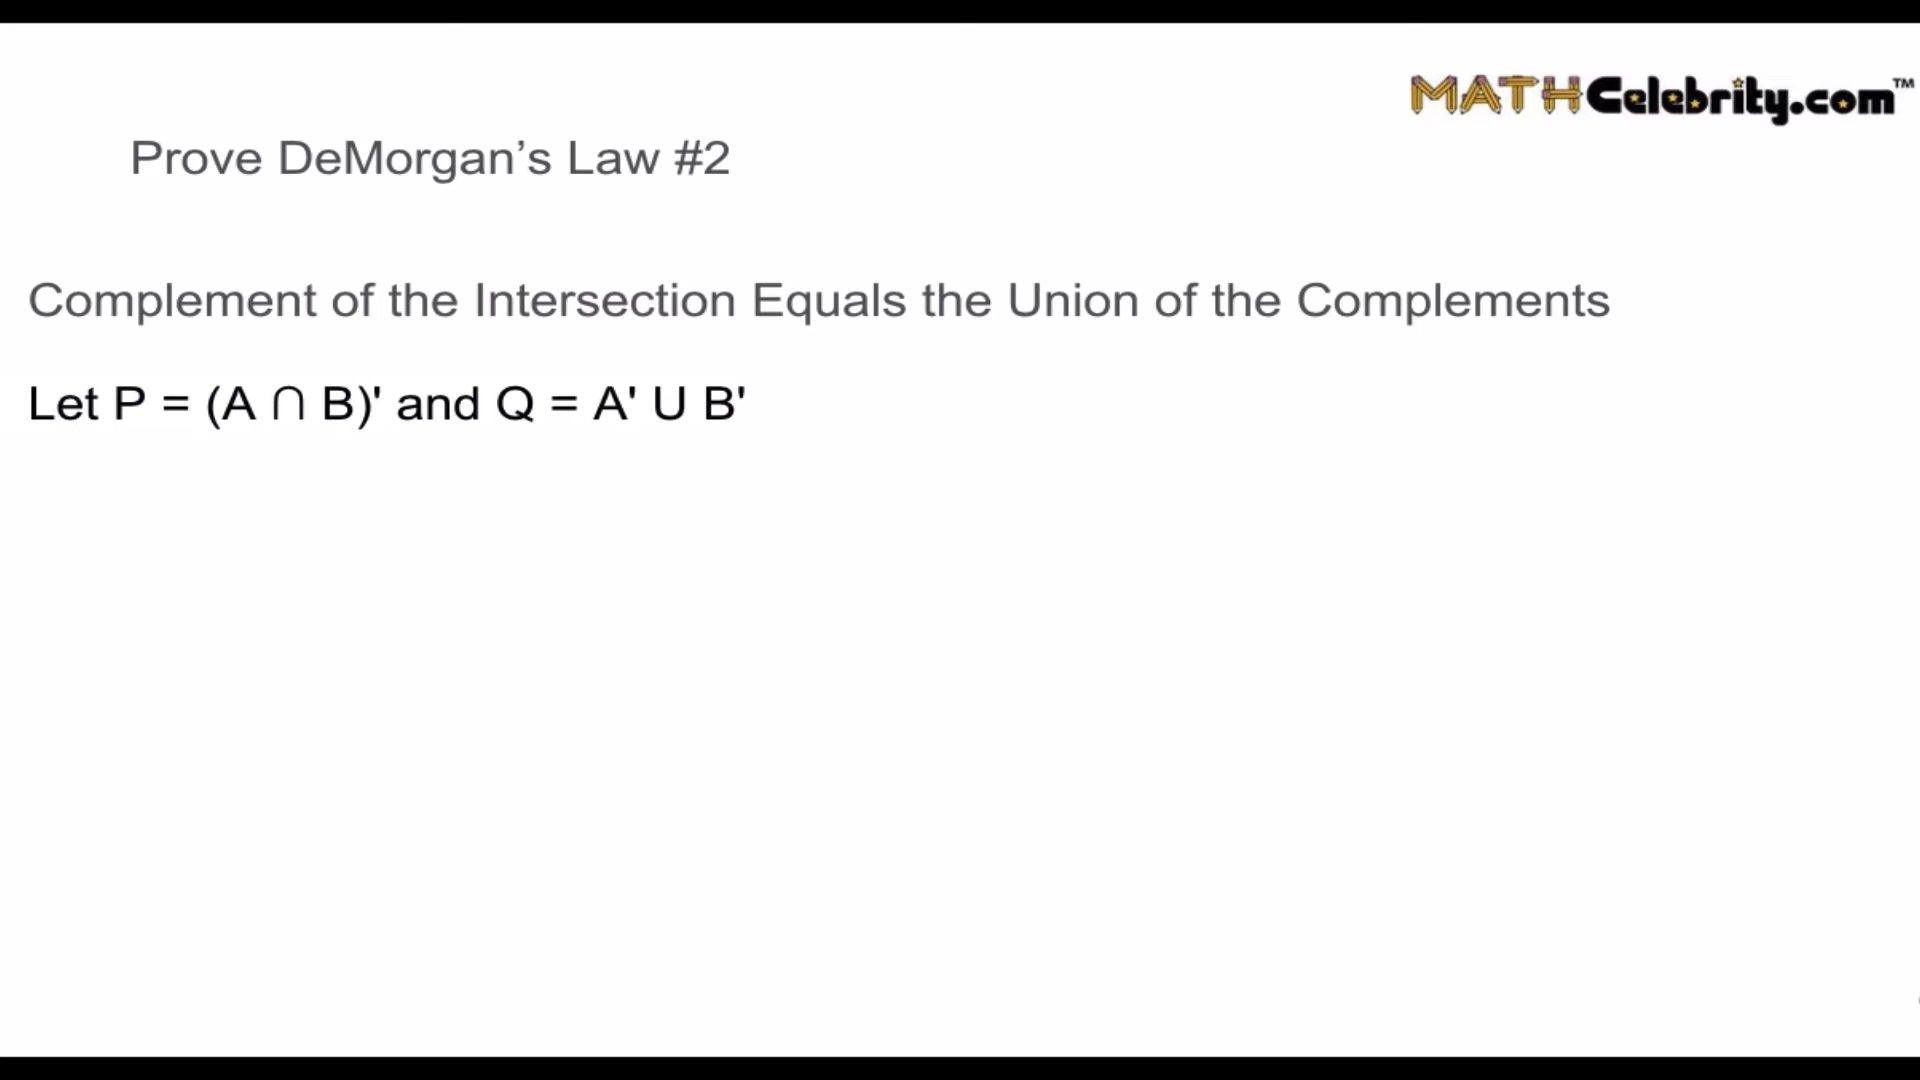 MATHCelebrity.com™
Prove DeMorgan’s Law #2
Complement of the Intersection Equals the Union of the Complements
Let P = (A ∩ B)' and Q = A' U B'